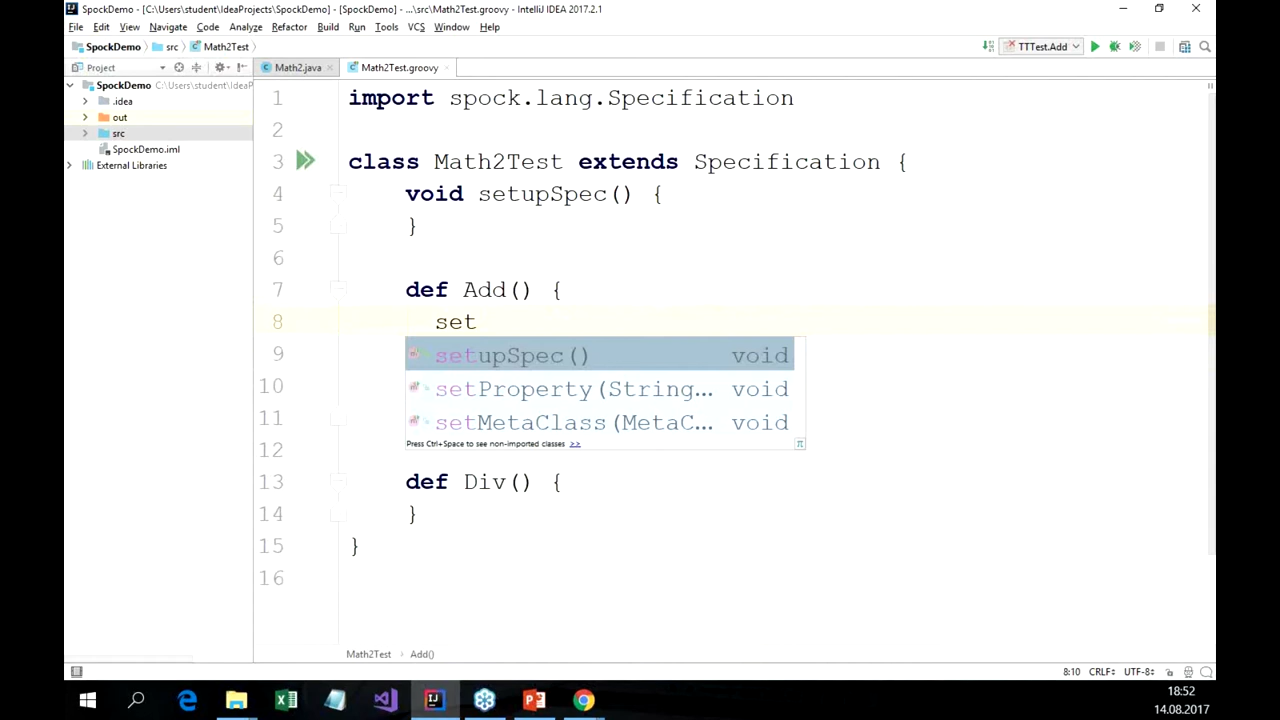 SpockDemo - [C:\Users\student\IdeaProjects\SpockDemo] - [SpockDemo] - ...\src\Math2Test.groovy - IntelliJ IDEA 2017.2.1
File Edit View Navigate Code Analyze Refactor Build Run Tools VCS Window Help
SpockDemo src Math2Test
TTTest.Add
Project
Math2.java
Math2Test.groovy
SpockDemo C:\Users\student\IdeaP
.idea
out
src
SpockDemo.iml
External Libraries
1 import spock.lang.Specification
2
3 class Math2Test extends Specification {
4 void setupSpec() {
5 }
6
7 def Add() {
8 set
9 setupSpec() void
10 setProperty(String... void
11 setMetaClass(MetaC... void
Press Ctrl+Space to see non-imported classes >>
π
12
13 def Div() {
14 }
15 }
16
Math2Test › Add()
8:10 CRLF÷ UTF-8÷
18:52
14.08.2017